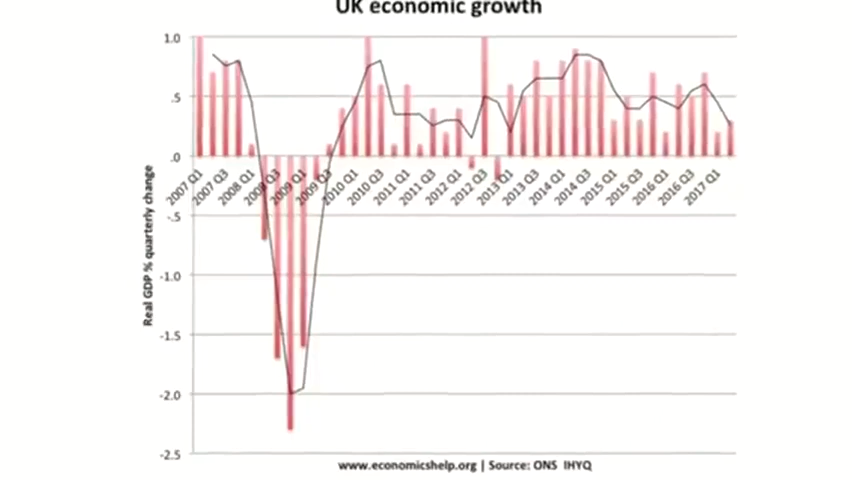 UK economic growth
1.0
.5
.0
-.5
-1.0
-1.5
-2.0
-2.5
Real GDP % quarterly change
2007 Q1
2007 Q3
2008 Q1
2008 Q3
2009 Q1
2009 Q3
2010 Q1
2010 Q3
2011 Q1
2011 Q3
2012 Q1
2012 Q3
2013 Q1
2013 Q3
2014 Q1
2014 Q3
2015 Q1
2015 Q3
2016 Q1
2016 Q3
2017 Q1
www.economicshelp.org | Source: ONS IHYQ